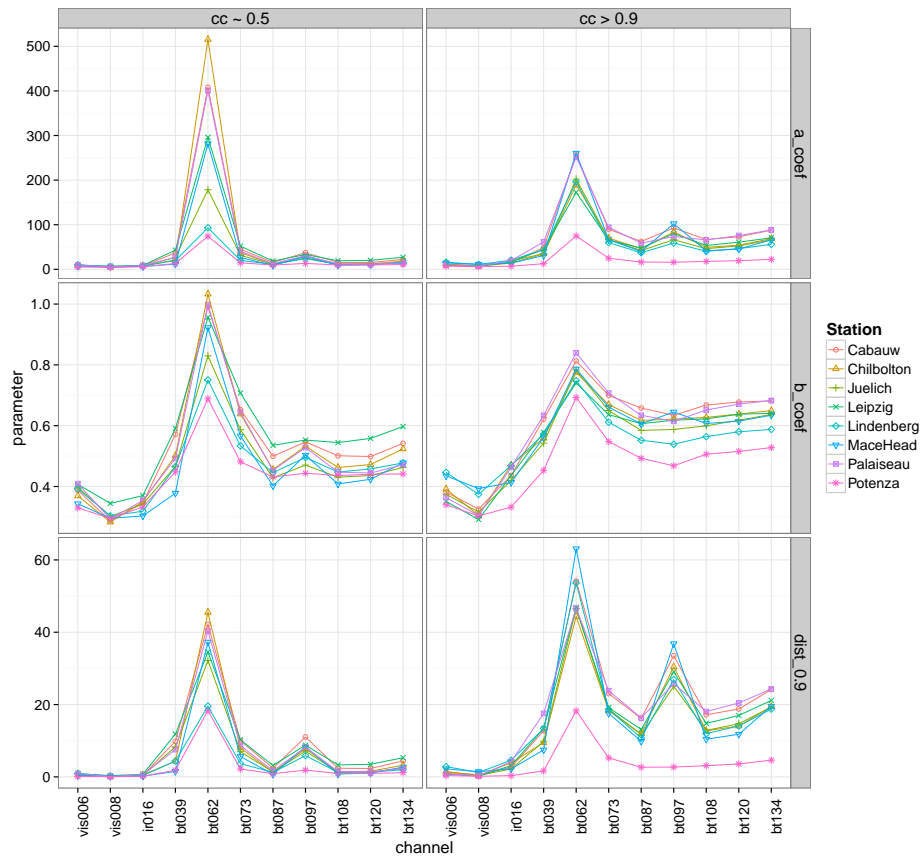 cc ~ 0.5
cc > 0.9
500
400
300
200
100
0
a_coef
1.0
0.8
0.6
0.4
b_coef
60
40
20
0
dist_0.9
parameter
vis006
vis008
ir016
bt039
bt062
bt073
bt087
bt097
bt108
bt120
bt134
vis006
vis008
ir016
bt039
bt062
bt073
bt087
bt097
bt108
bt120
bt134
channel
Station
Cabauw
Chilbolton
Juelich
Leipzig
Lindenberg
MaceHead
Palaiseau
Potenza